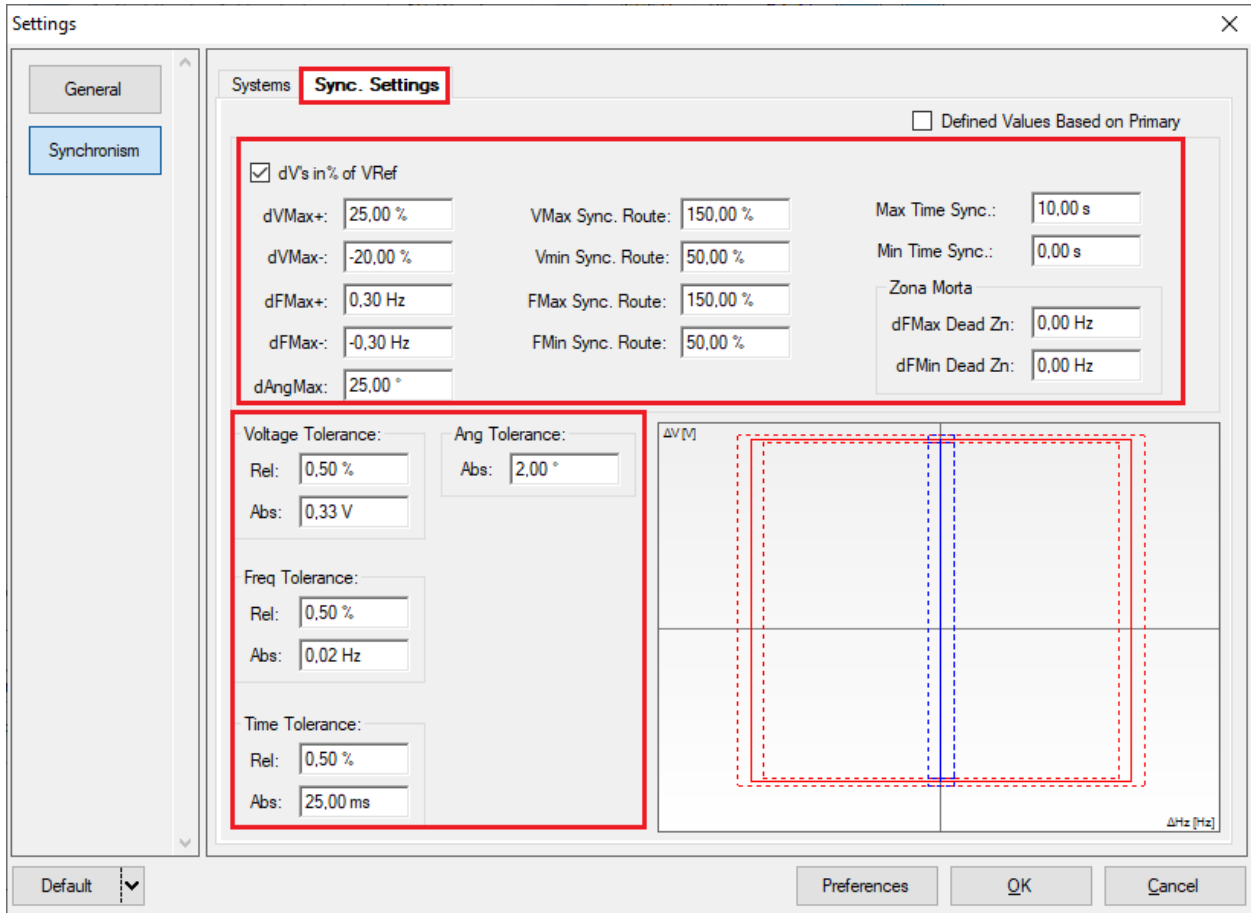 Settings
General
Synchronism
Systems
Sync. Settings
Defined Values Based on Primary
dV's in% of VRef
dVMax+: 25,00 %
dVMax-: -20,00 %
dFMax+: 0,30 Hz
dFMax-: -0,30 Hz
dAngMax: 25,00 °
VMax Sync. Route: 150,00 %
Vmin Sync. Route: 50,00 %
FMax Sync. Route: 150,00 %
FMin Sync. Route: 50,00 %
Max Time Sync.: 10,00 s
Min Time Sync.: 0,00 s
Zona Morta
dFMax Dead Zn: 0,00 Hz
dFMin Dead Zn: 0,00 Hz
Voltage Tolerance:
Rel: 0,50 %
Abs: 0,33 V
Ang Tolerance:
Abs: 2,00 °
Freq Tolerance:
Rel: 0,50 %
Abs: 0,02 Hz
Time Tolerance:
Rel: 0,50 %
Abs: 25,00 ms
ΔV [V]
ΔHz [Hz]
Default
Preferences
OK
Cancel